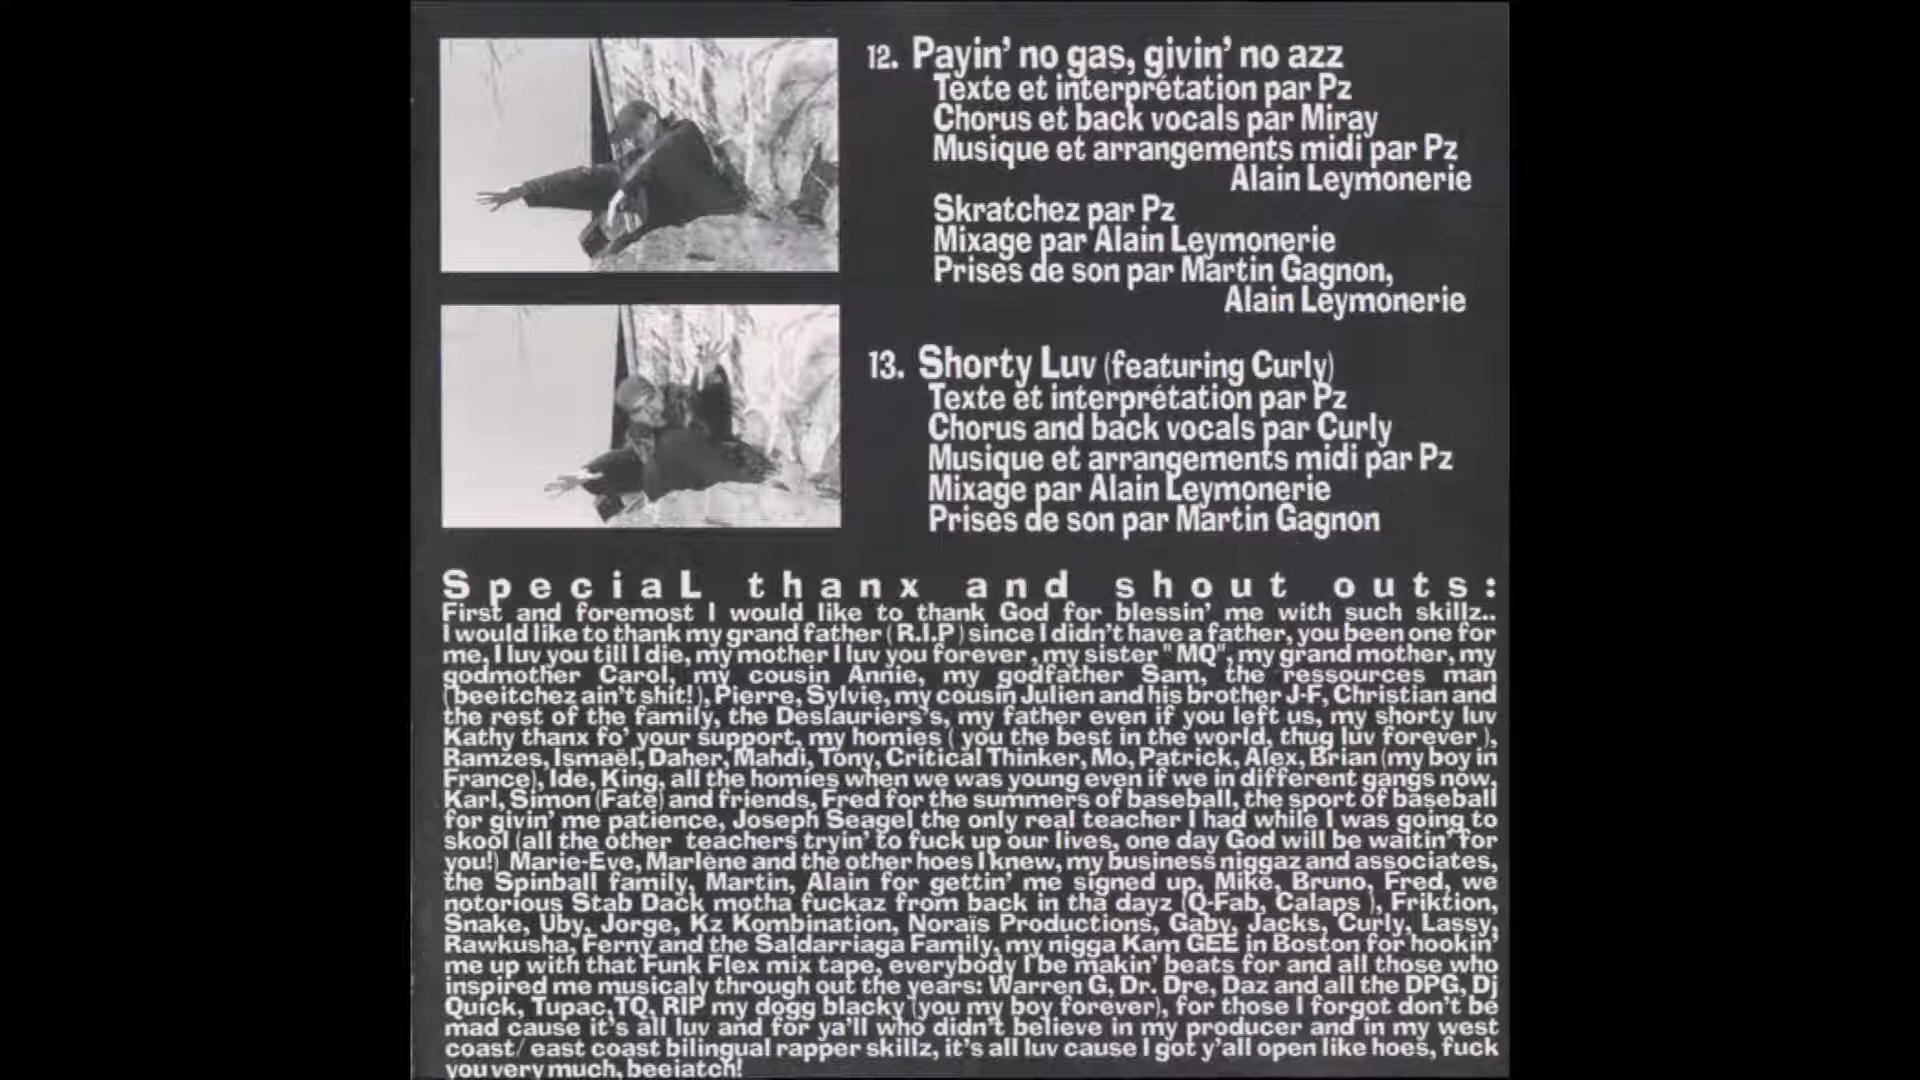 12. Payin' no gas, givin' no azz
Texte et interprétation par Pz
Chorus et back vocals par Miray
Musique et arrangements midi par Pz
Alain Leymonerie
Skratchez par Pz
Mixage par Alain Leymonerie
Prises de son par Martin Gagnon,
Alain Leymonerie
13. Shorty Luv (featuring Curly)
Texte et interprétation par Pz
Chorus and back vocals par Curly
Musique et arrangements midi par Pz
Mixage par Alain Leymonerie
Prises de son par Martin Gagnon
SpeciaL thanx and shout outs:
First and foremost I would like to thank God for blessin' me with such skillz..
I would like to thank my grand father ( R.I.P ) since I didn't have a father, you been one for
me, I luv you till I die, my mother I luv you forever , my sister " MQ", my grand mother, my
godmother Carol, my cousin Annie, my godfather Sam, the ressources man
(beeitchez ain't shit!), Pierre, Sylvie, my cousin Julien and his brother J-F, Christian and
the rest of the family, the Deslauriers's, my father even if you left us, my shorty luv
Kathy thanx fo' your support, my homies ( you the best in the world, thug luv forever ),
Ramzes, Ismaël, Daher, Mahdi, Tony, Critical Thinker, Mo, Patrick, Alex, Brian (my boy in
France), Ide, King, all the homies when we was young even if we in different gangs now,
Karl, Simon (Fate) and friends, Fred for the summers of baseball, the sport of baseball
for givin' me patience, Joseph Seagel the only real teacher I had while I was going to
skool (all the other teachers tryin' to fuck up our lives, one day God will be waitin' for
you!) Marie-Eve, Marlène and the other hoes I knew, my business niggaz and associates,
the Spinball family, Martin, Alain for gettin' me signed up, Mike, Bruno, Fred, we
notorious Stab Dack motha fuckaz from back in tha dayz (Q-Fab, Calaps ), Friktion,
Snake, Uby, Jorge, Kz Kombination, Noraïs Productions, Gaby, Jacks, Curly, Lassy,
Rawkusha, Ferny and the Saldarriaga Family, my nigga Kam GEE in Boston for hookin'
me up with that Funk Flex mix tape, everybody I be makin' beats for and all those who
inspired me musicaly through out the years: Warren G, Dr. Dre, Daz and all the DPG, Dj
Quick, Tupac,TQ, RIP my dogg blacky (you my boy forever), for those I forgot don't be
mad cause it's all luv and for ya'll who didn't believe in my producer and in my west
coast/ east coast bilingual rapper skillz, it's all luv cause I got y'all open like hoes, fuck
you very much, beeiatch!